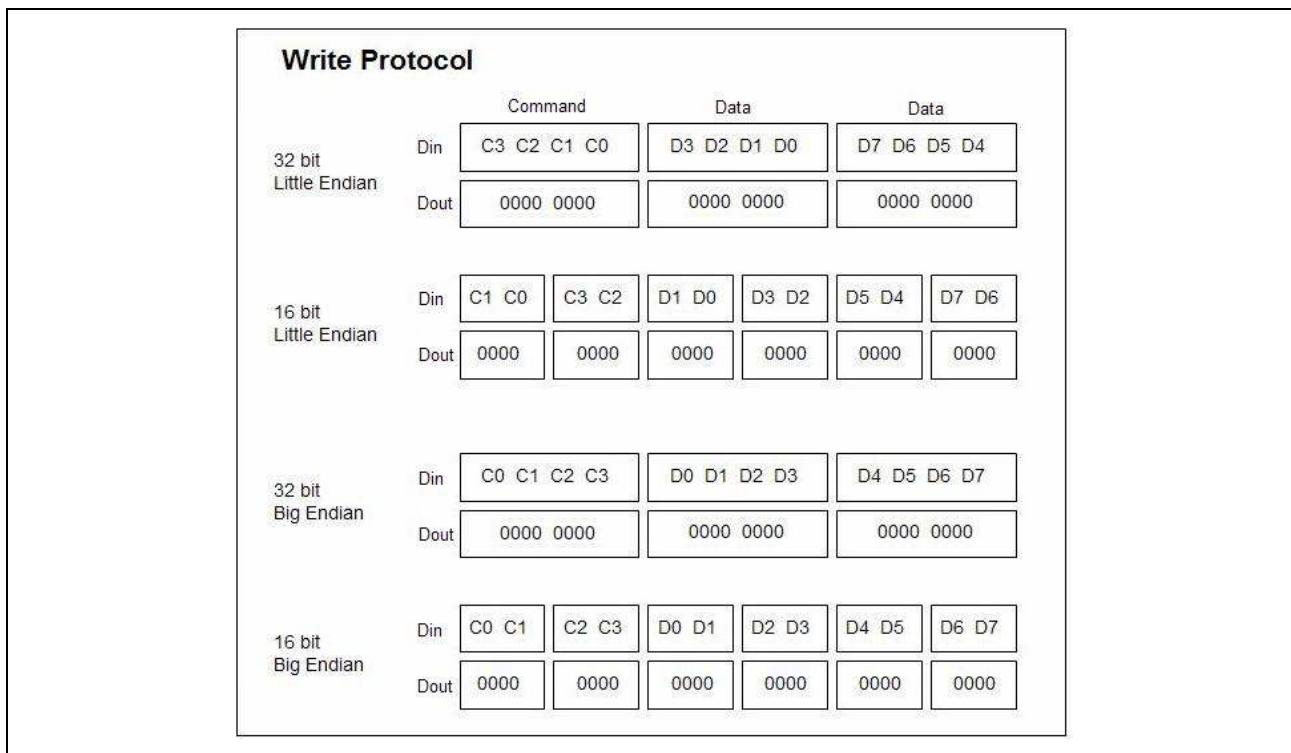 Write Protocol
Command Data Data
32 bit
Little Endian
Din C3 C2 C1 C0 D3 D2 D1 D0 D7 D6 D5 D4
Dout 0000 0000 0000 0000 0000 0000
16 bit
Little Endian
Din C1 C0 C3 C2 D1 D0 D3 D2 D5 D4 D7 D6
Dout 0000 0000 0000 0000 0000 0000
32 bit
Big Endian
Din C0 C1 C2 C3 D0 D1 D2 D3 D4 D5 D6 D7
Dout 0000 0000 0000 0000 0000 0000
16 bit
Big Endian
Din C0 C1 C2 C3 D0 D1 D2 D3 D4 D5 D6 D7
Dout 0000 0000 0000 0000 0000 0000